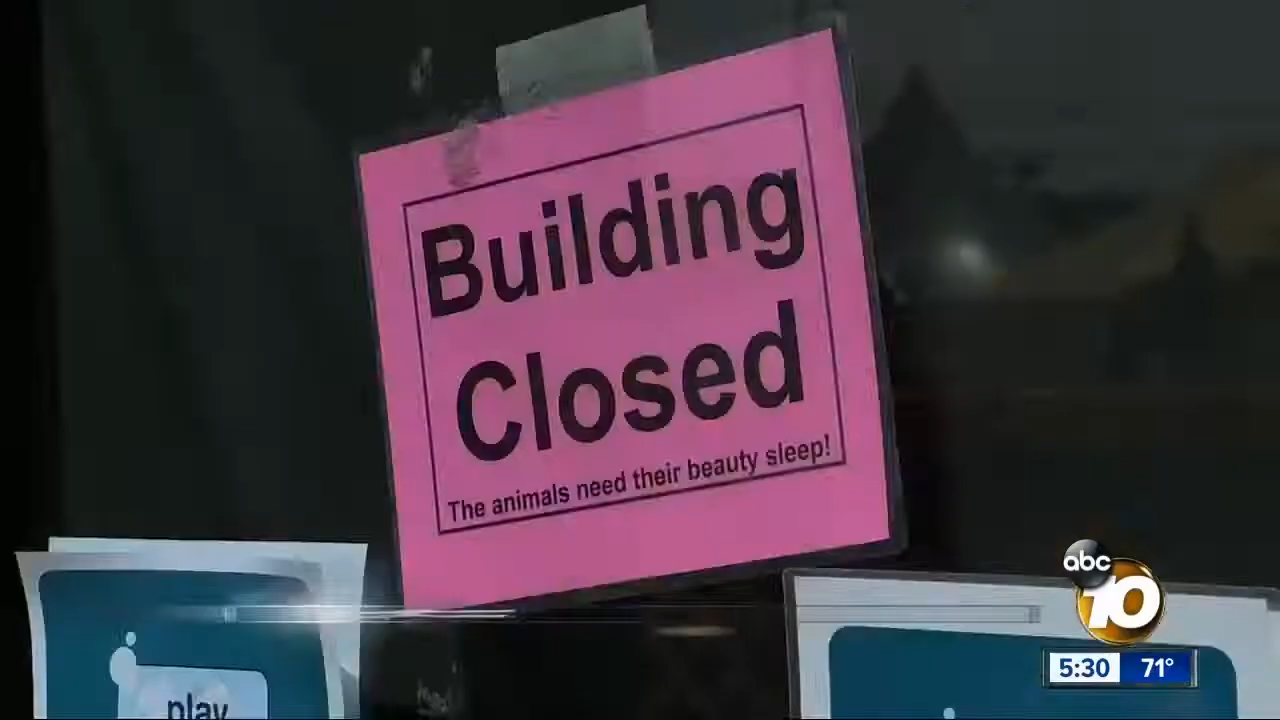 Building
Closed
The animals need their beauty sleep!
play
abc
10
5:30 71°